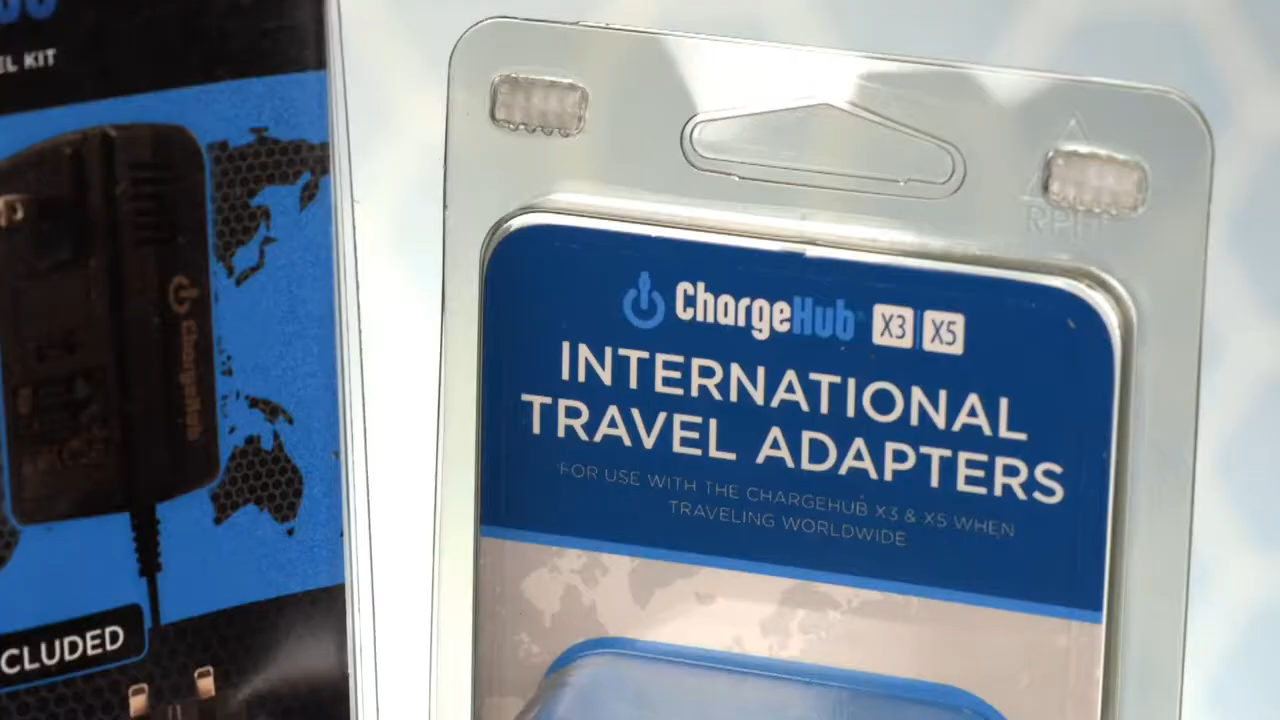 EL KIT
ChargeHub
CLUDED
ChargeHub X3 X5
INTERNATIONAL
TRAVEL ADAPTERS
*FOR USE WITH THE CHARGEHUB X3 & X5 WHEN
TRAVELING WORLDWIDE